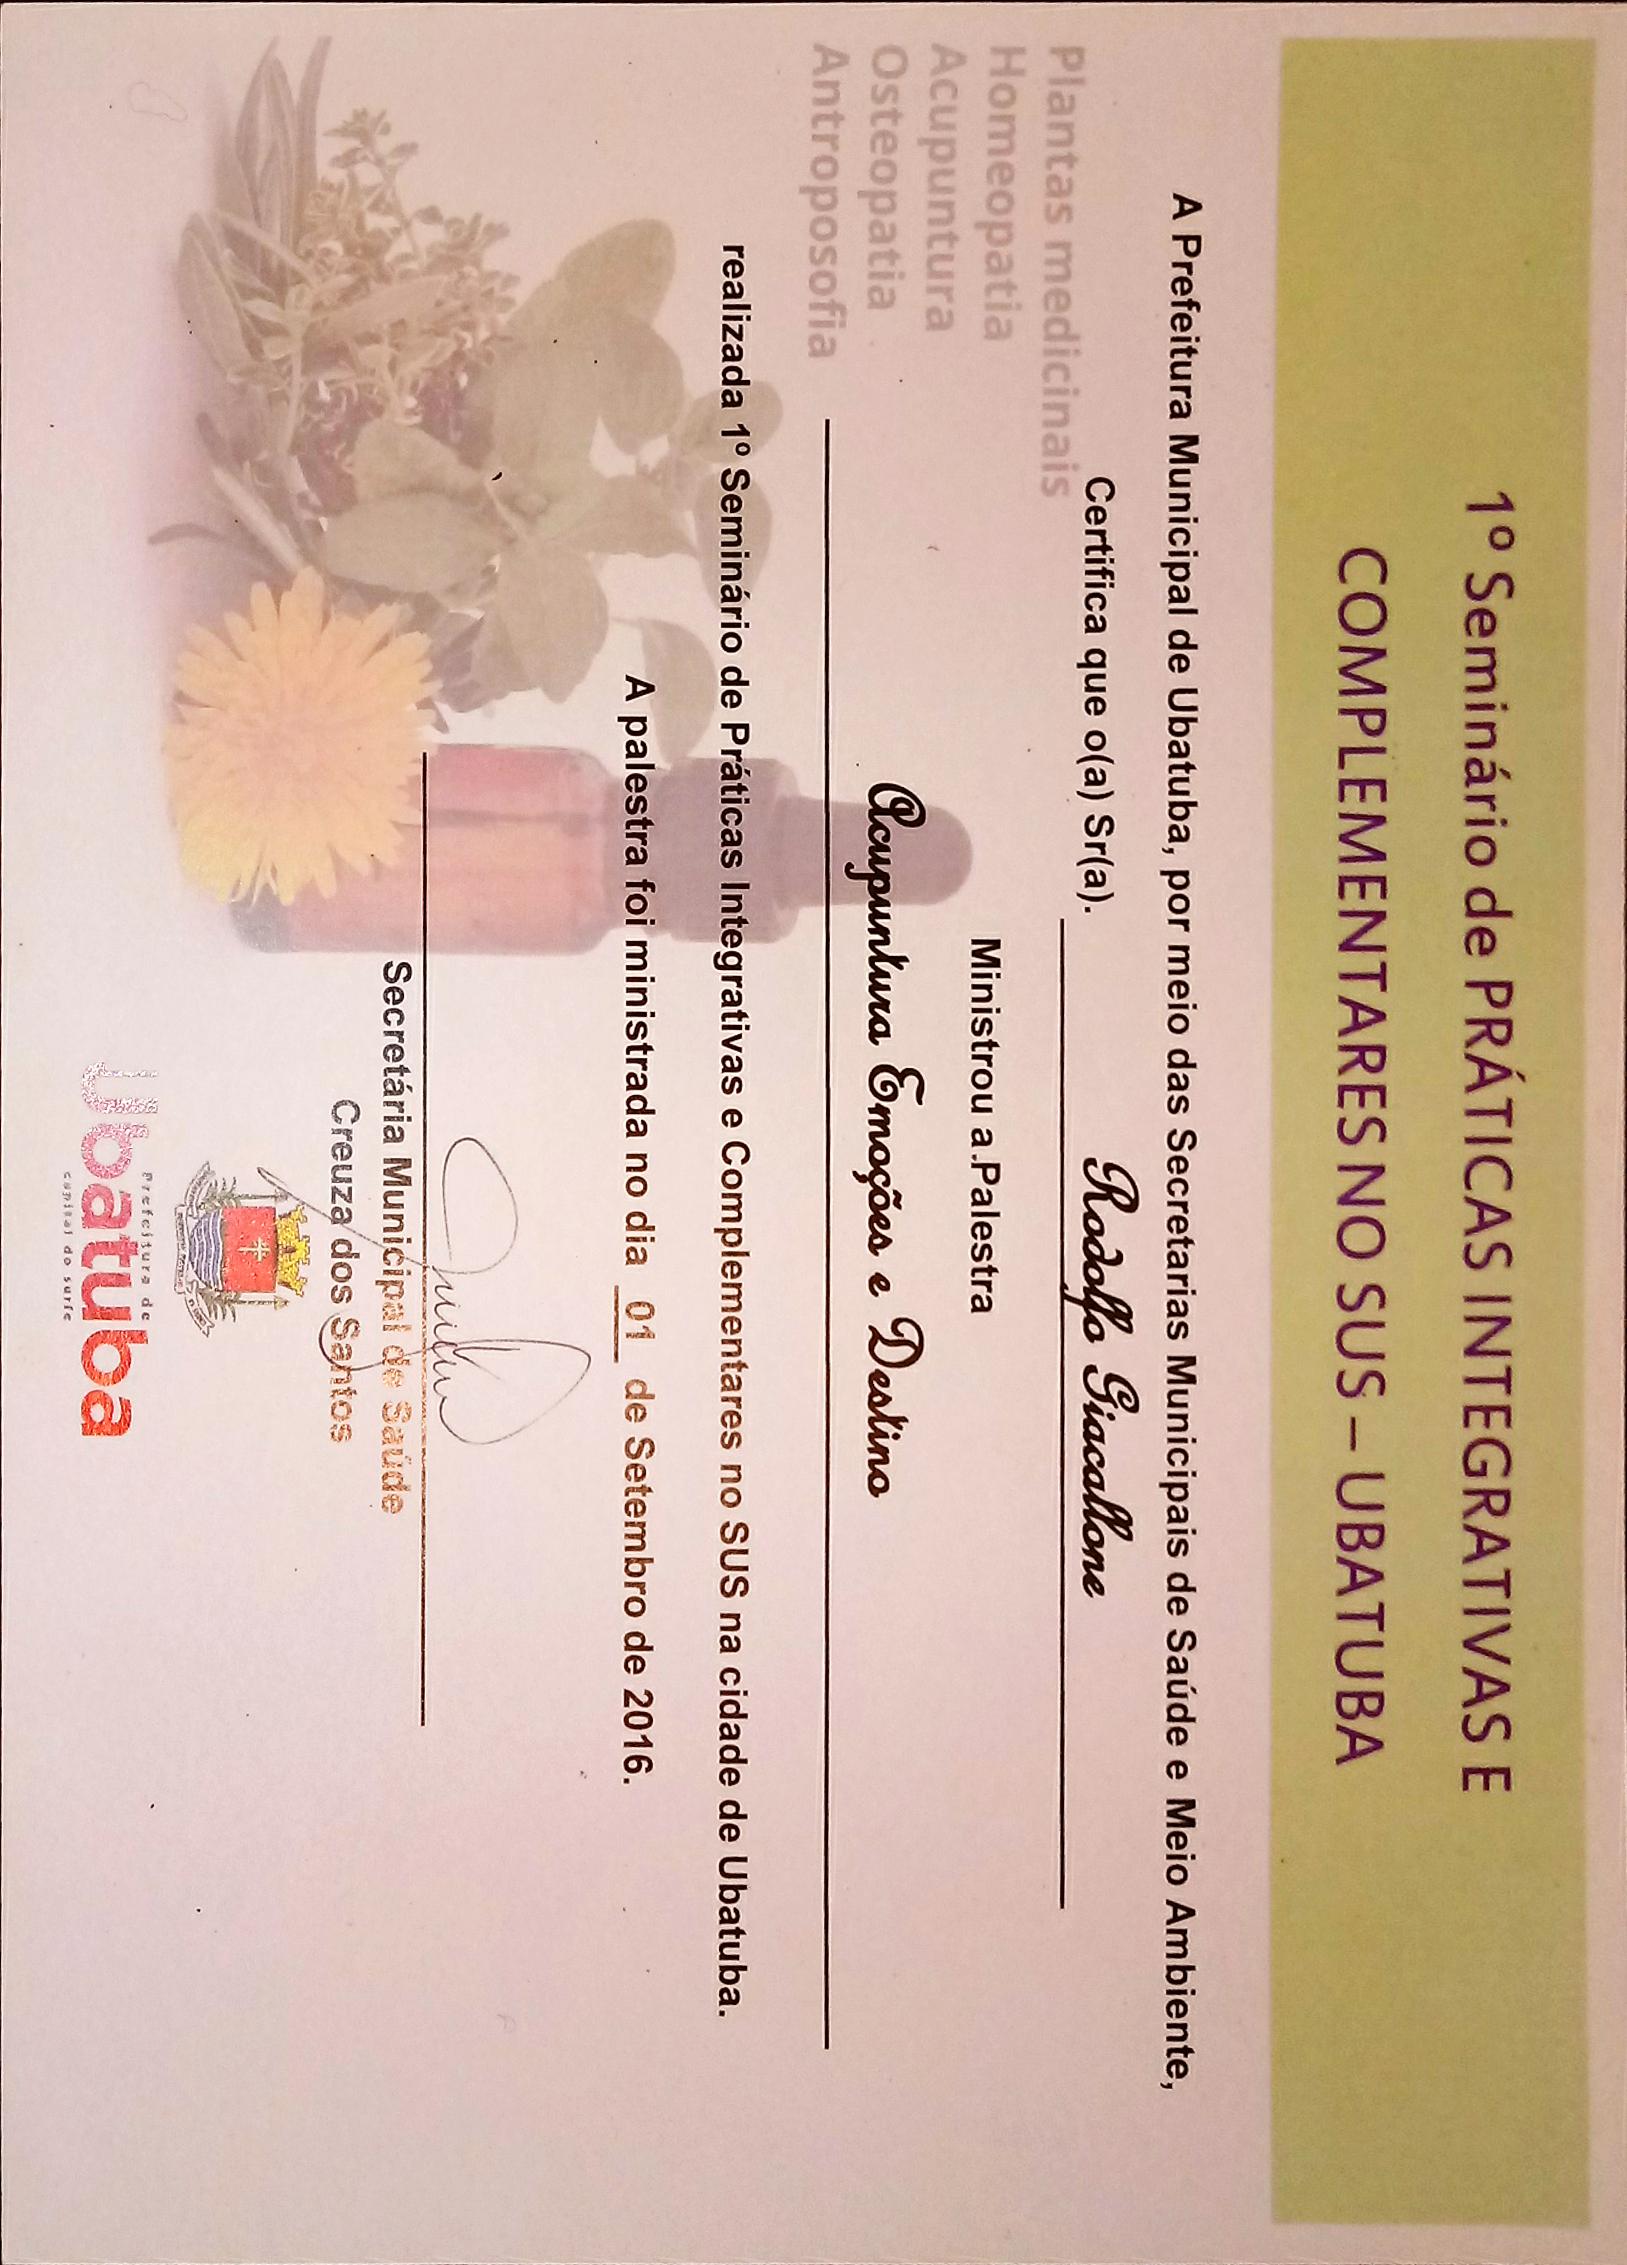 1º Seminário de PRÁTICAS INTEGRATIVAS E
COMPLEMENTARES NO SUS – UBATUBA
A Prefeitura Municipal de Ubatuba, por meio das Secretarias Municipais de Saúde e Meio Ambiente,
Certifica que o(a) Sr(a). Rodolfo Giacallone
Plantas medicinais
Homeopatia
Acupuntura
Osteopatia
Antroposofia
Ministrou a.Palestra
Acupuntura Emoções e Destino
realizada 1º Seminário de Práticas Integrativas e Complementares no SUS na cidade de Ubatuba.
A palestra foi ministrada no dia 01 de Setembro de 2016.
Secretária Municipal de Saúde
Creuza dos Santos
Prefeitura de
Ubatuba
capital do surfe